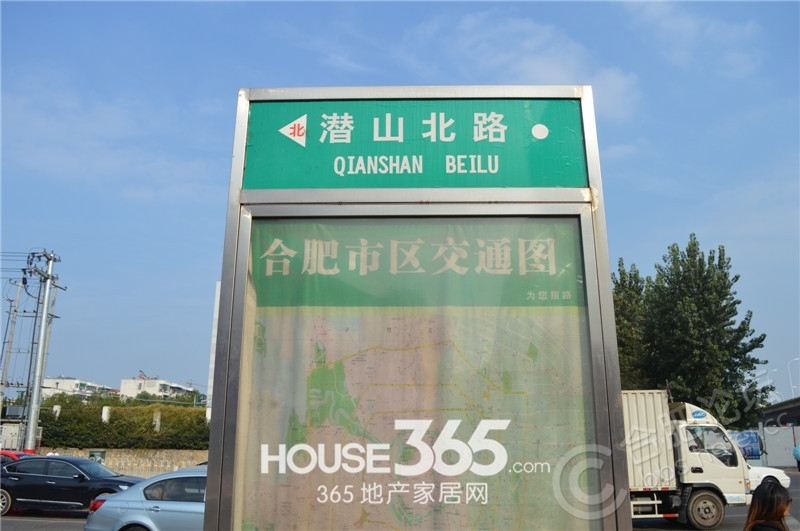 北 潜山北路
QIANSHAN BEILU
合肥市区交通图
为您指路
HOUSE365.com
365地产家居网